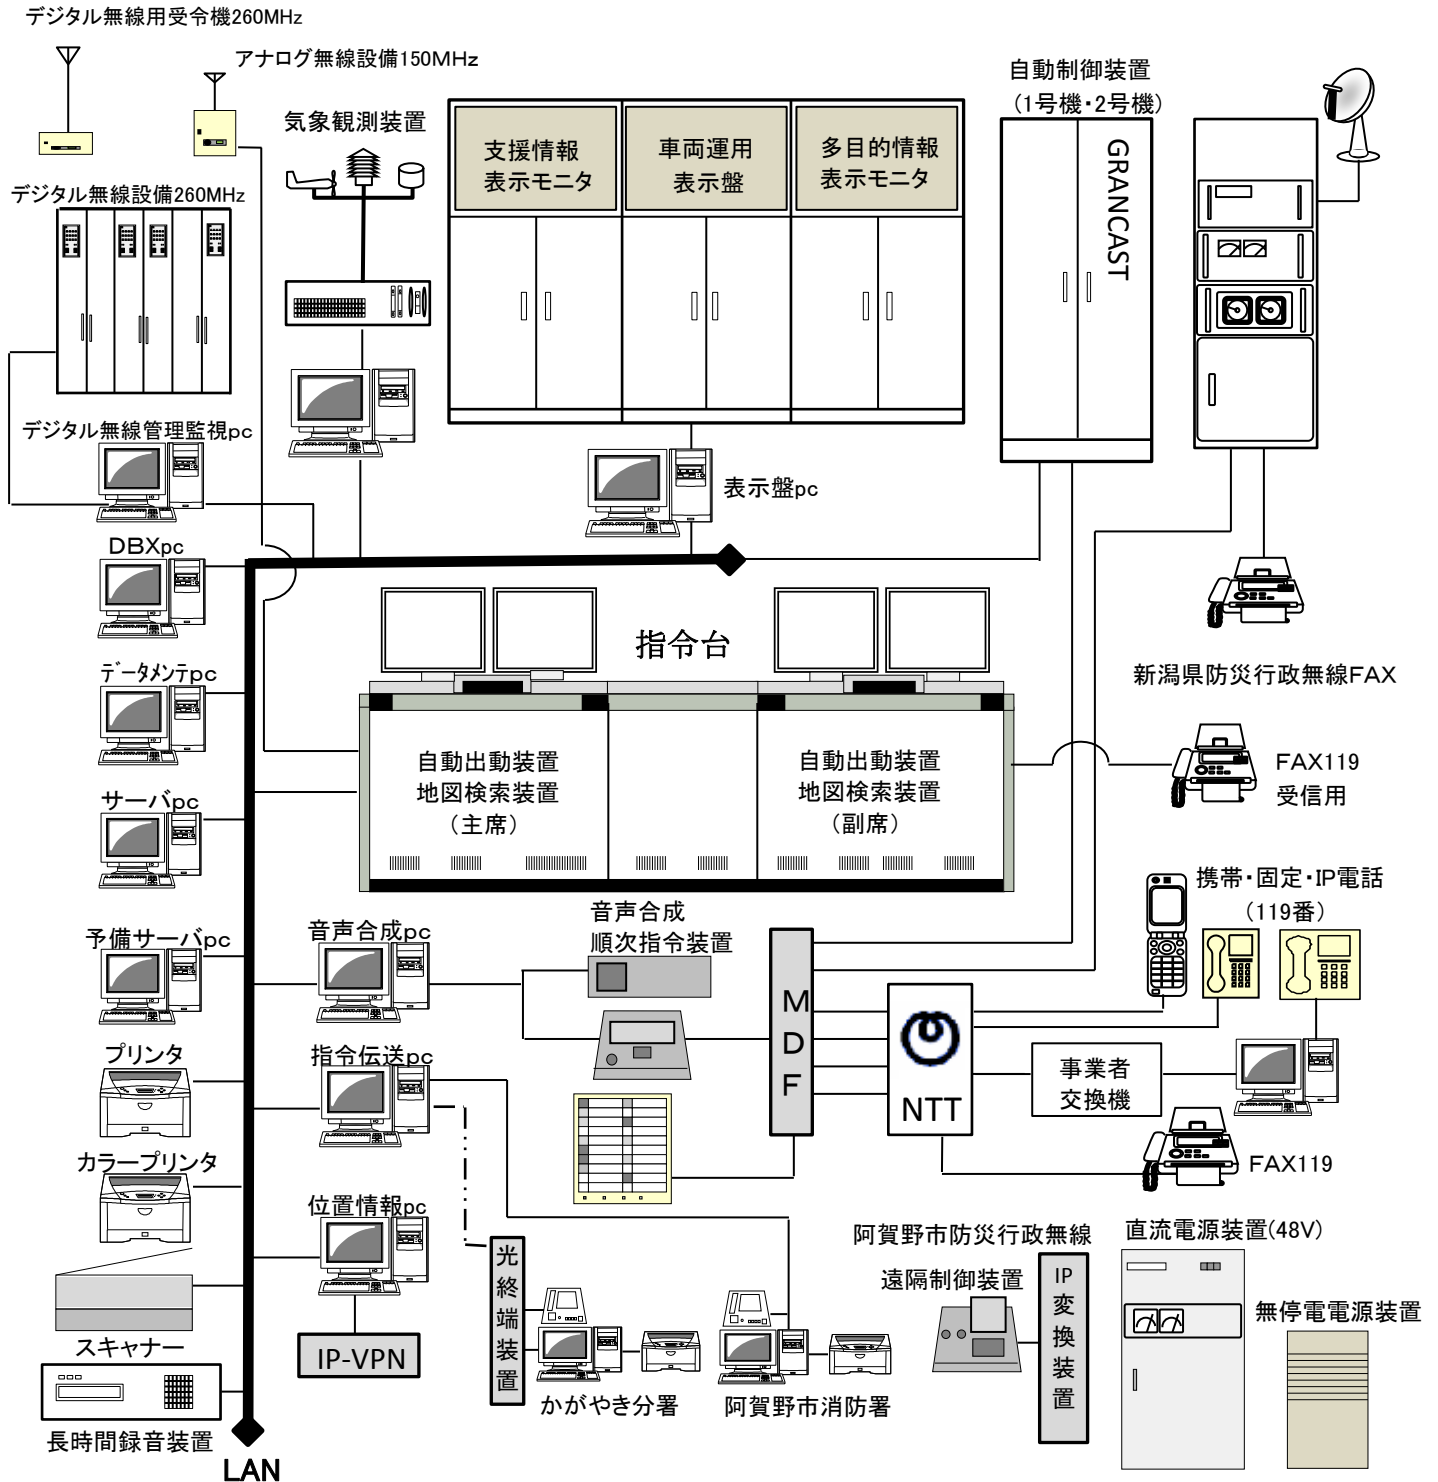 デジタル無線用受令機260MHz
アナログ無線設備150MHz
気象観測装置
デジタル無線設備260MHz
支援情報
表示モニタ
車両運用
表示盤
多目的情報
表示モニタ
自動制御装置
(1号機・2号機)
GRANCAST
デジタル無線管理監視pc
表示盤pc
DBXpc
ﾃﾞｰﾀﾒﾝﾃpc
サーバpc
予備サーバpc
プリンタ
カラープリンタ
スキャナー
長時間録音装置
LAN
指令台
自動出動装置
地図検索装置
(主席)
自動出動装置
地図検索装置
(副席)
新潟県防災行政無線FAX
FAX119
受信用
携帯・固定・IP電話
(119番)
音声合成pc
音声合成
順次指令装置
MDF
NTT
事業者
交換機
FAX119
指令伝送pc
位置情報pc
IP-VPN
光終端装置
かがやき分署
阿賀野市消防署
阿賀野市防災行政無線
遠隔制御装置
IP変換装置
直流電源装置(48V)
無停電電源装置